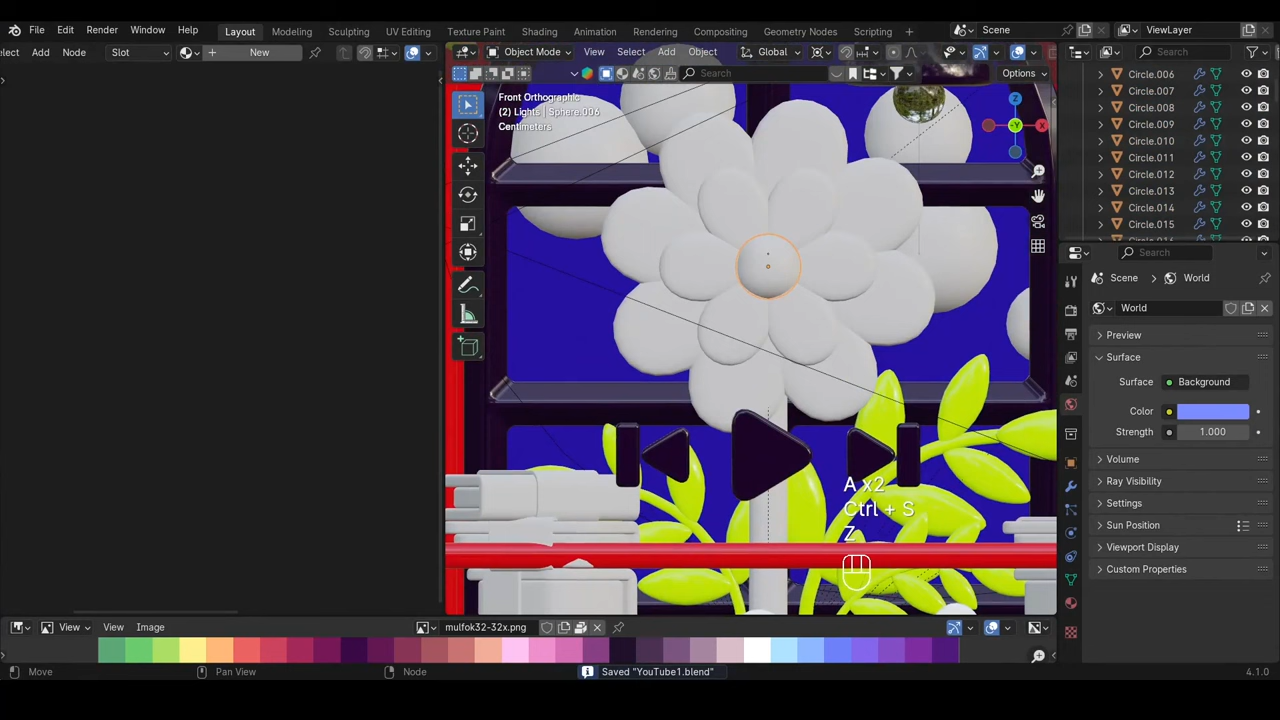 File Edit Render Window Help Layout Modeling Sculpting UV Editing Texture Paint Shading Animation Rendering Compositing Geometry Nodes Scripting Scene ViewLayer
elect Add Node Slot New Object Mode View Select Add Object Global Search
Search Options
Front Orthographic
(2) Lights | Sphere.006
Centimeters
Z
X
-Y
Circle.006
Circle.007
Circle.008
Circle.009
Circle.010
Circle.011
Circle.012
Circle.013
Circle.014
Circle.015
Search
Scene World
World
Preview
Surface
Surface Background
Color
Strength 1.000
Volume
Ray Visibility
Settings
Sun Position
Viewport Display
Custom Properties
A x2
Ctrl + S
Z
View View Image mulfok32-32x.png
Move Pan View Node Saved "YouTube1.blend" 4.1.0